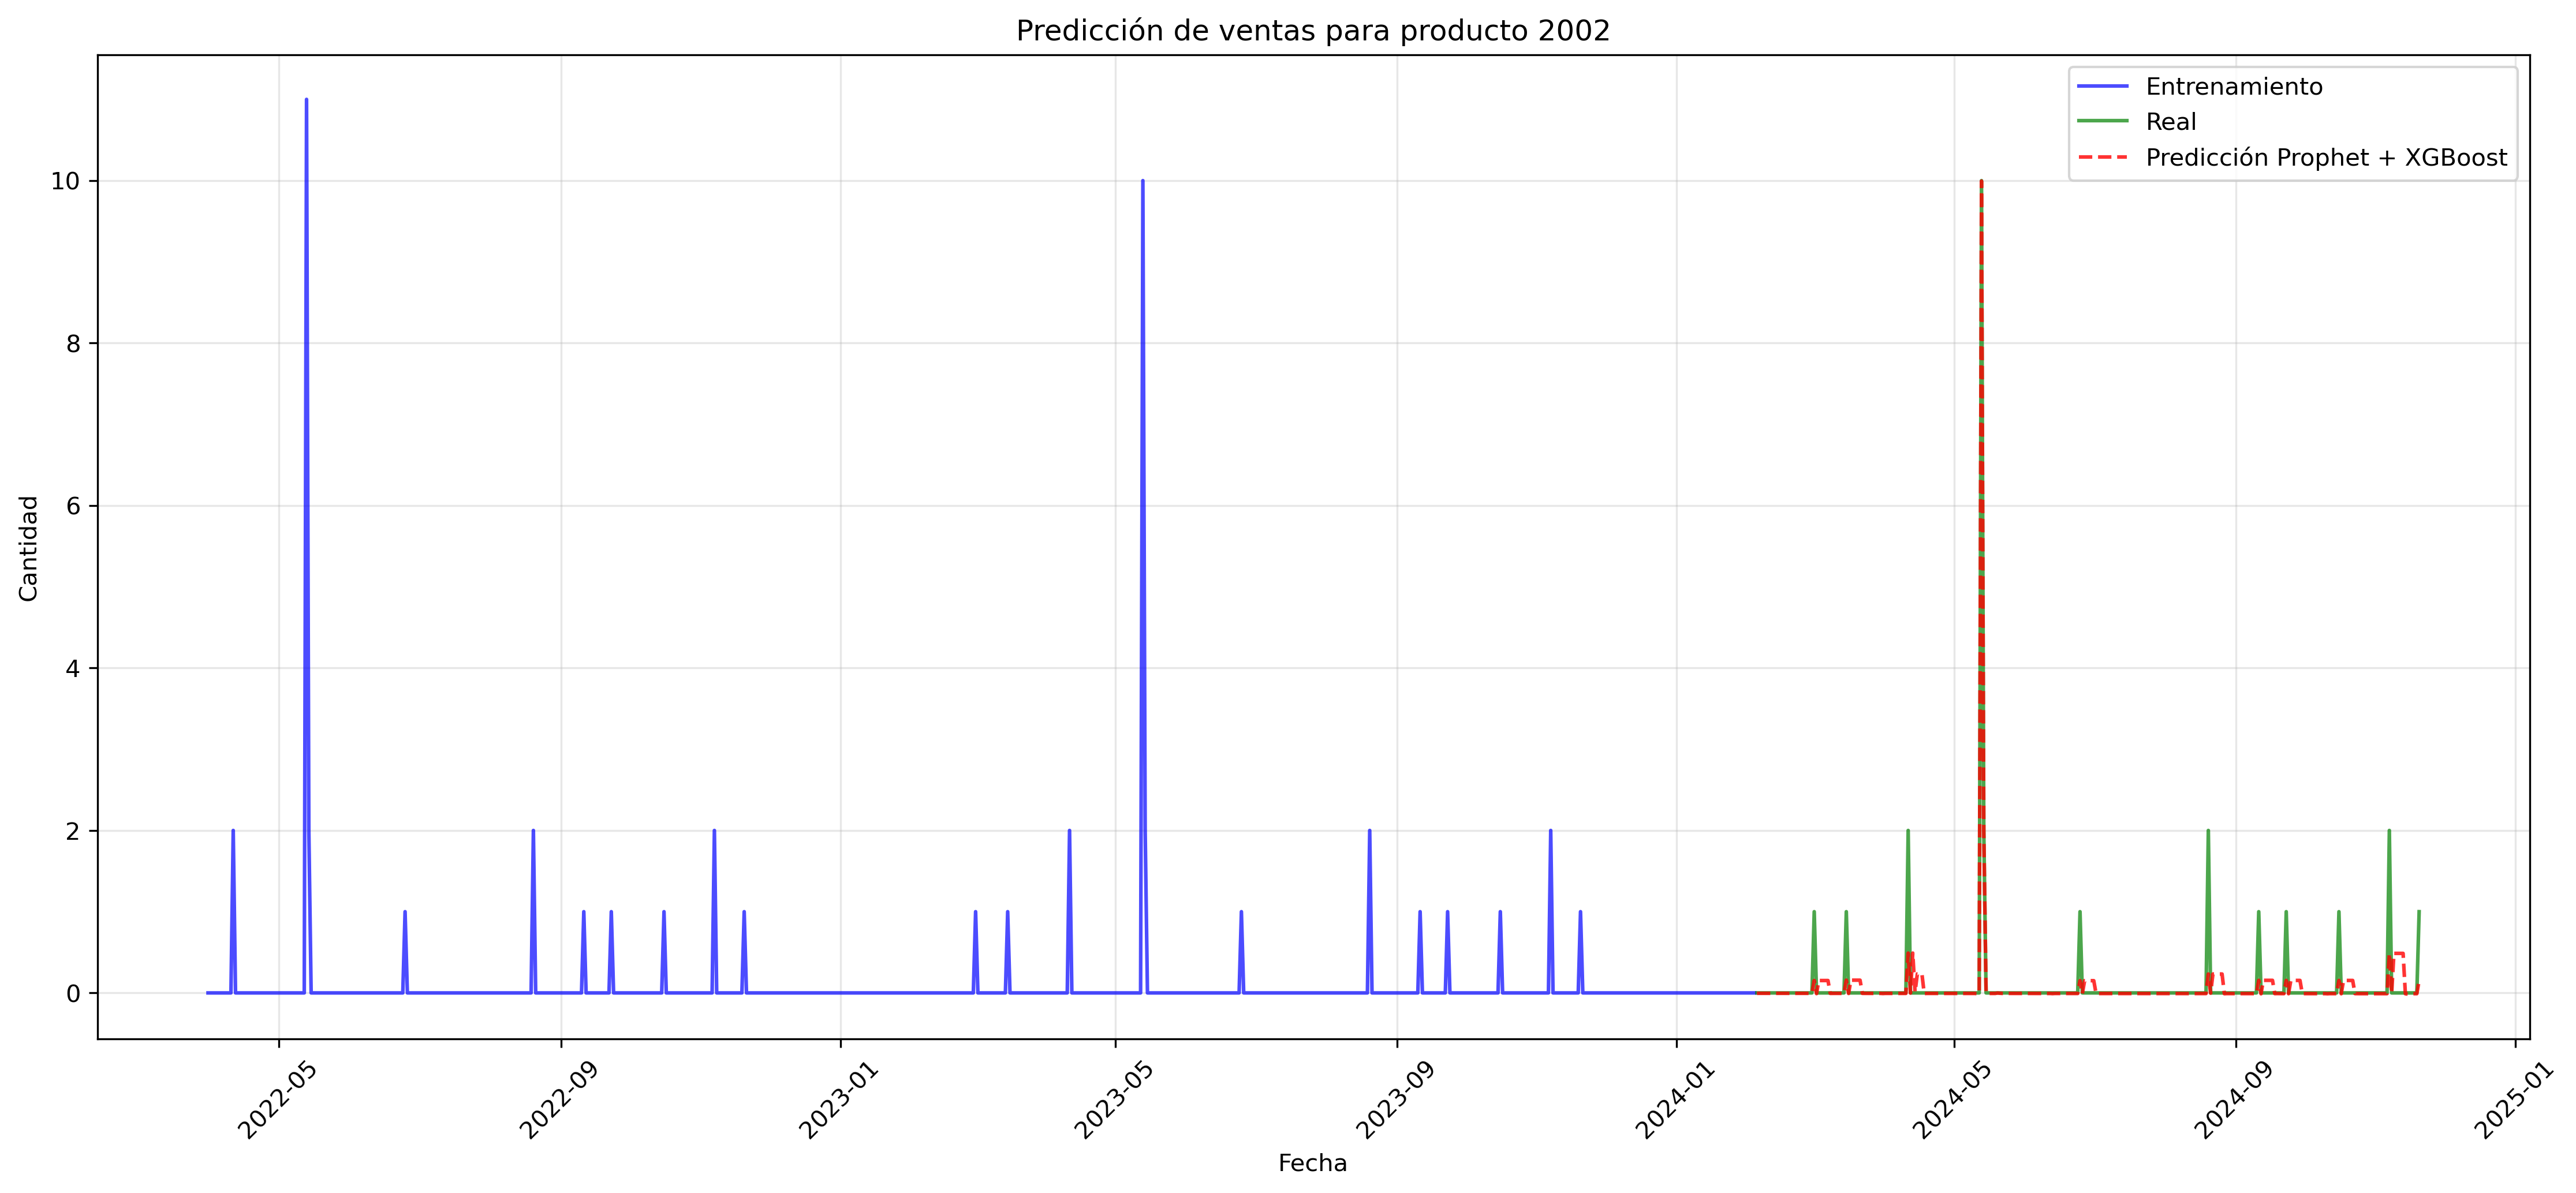 Predicción de ventas para producto 2002
Entrenamiento
Real
Predicción Prophet + XGBoost
10
8
6
4
2
0
Cantidad
2022-05
2022-09
2023-01
2023-05
2023-09
2024-01
2024-05
2024-09
2025-01
Fecha